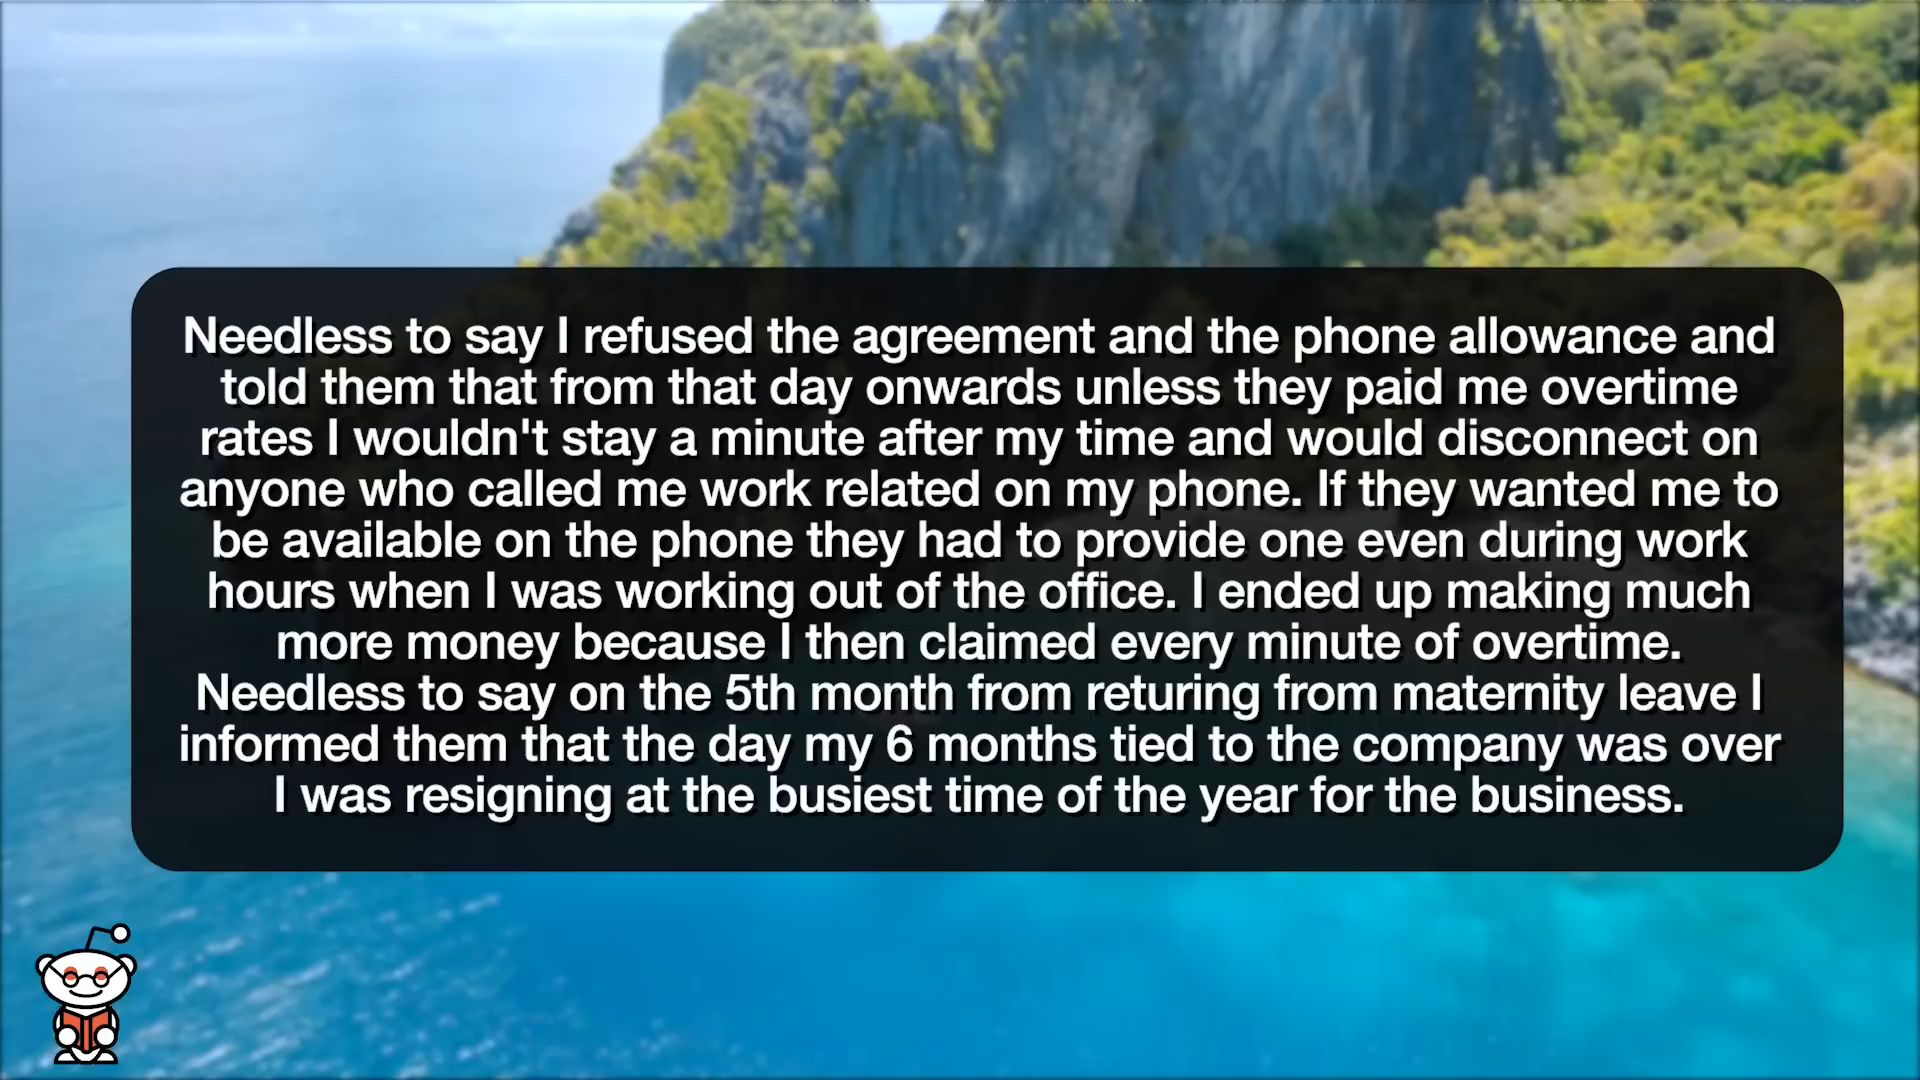 Needless to say I refused the agreement and the phone allowance and
told them that from that day onwards unless they paid me overtime
rates I wouldn't stay a minute after my time and would disconnect on
anyone who called me work related on my phone. If they wanted me to
be available on the phone they had to provide one even during work
hours when I was working out of the office. I ended up making much
more money because I then claimed every minute of overtime.
Needless to say on the 5th month from returing from maternity leave I
informed them that the day my 6 months tied to the company was over
I was resigning at the busiest time of the year for the business.